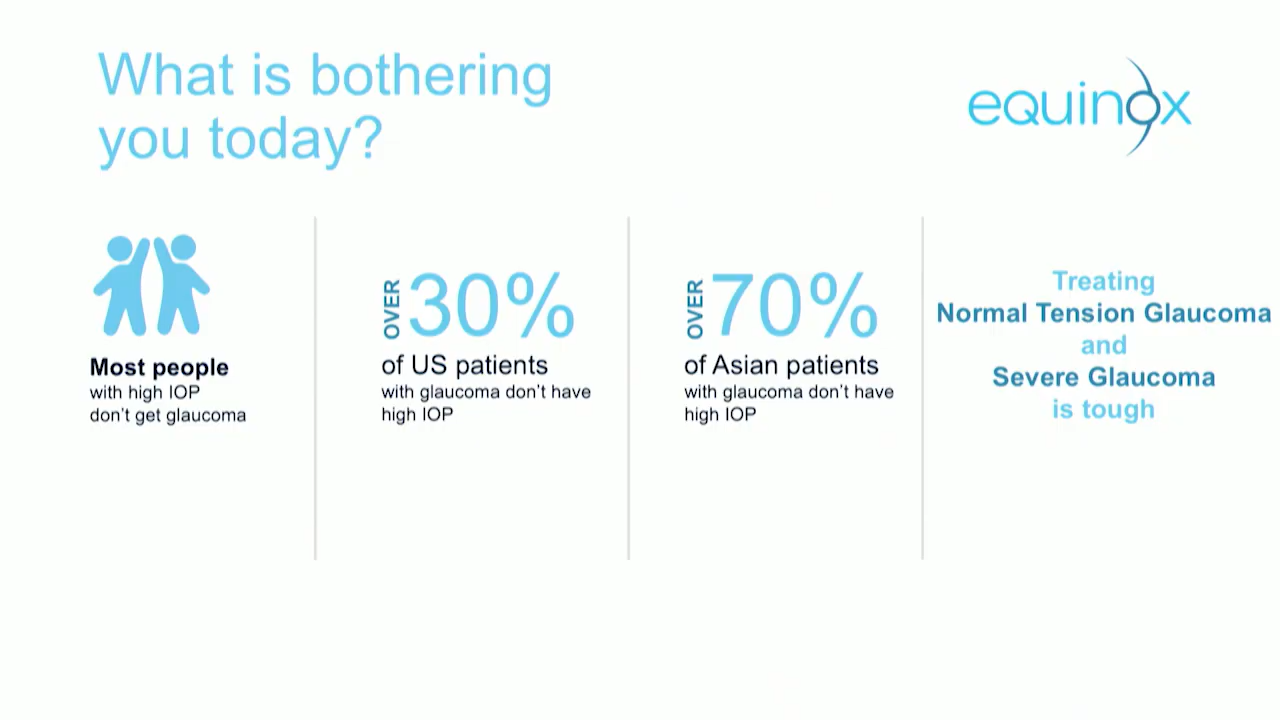 What is bothering
you today?
equinox
Most people
with high IOP
don't get glaucoma
OVER 30%
of US patients
with glaucoma don't have
high IOP
OVER 70%
of Asian patients
with glaucoma don't have
high IOP
Treating
Normal Tension Glaucoma
and
Severe Glaucoma
is tough